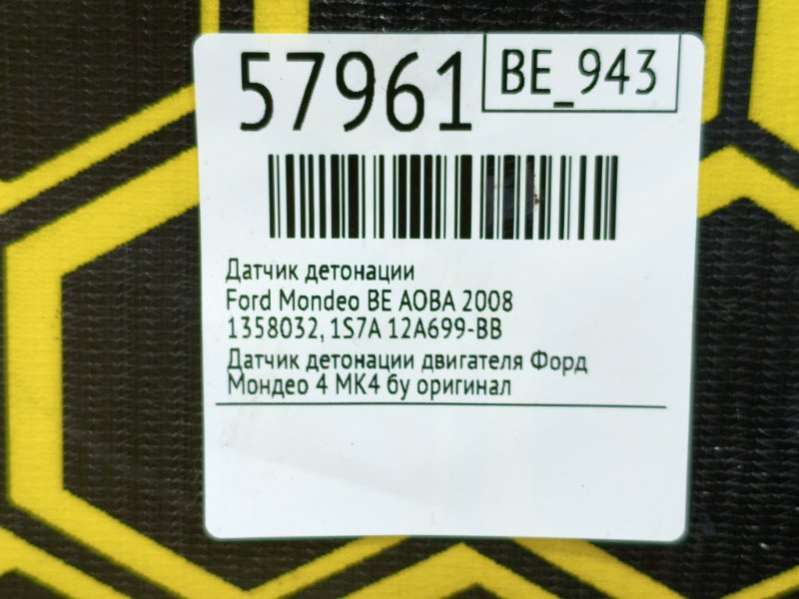 57961
BE_943
Датчик детонации
Ford Mondeo BE AOBA 2008
1358032, 1S7A 12A699-BB
Датчик детонации двигателя Форд
Мондео 4 МК4 бу оригинал